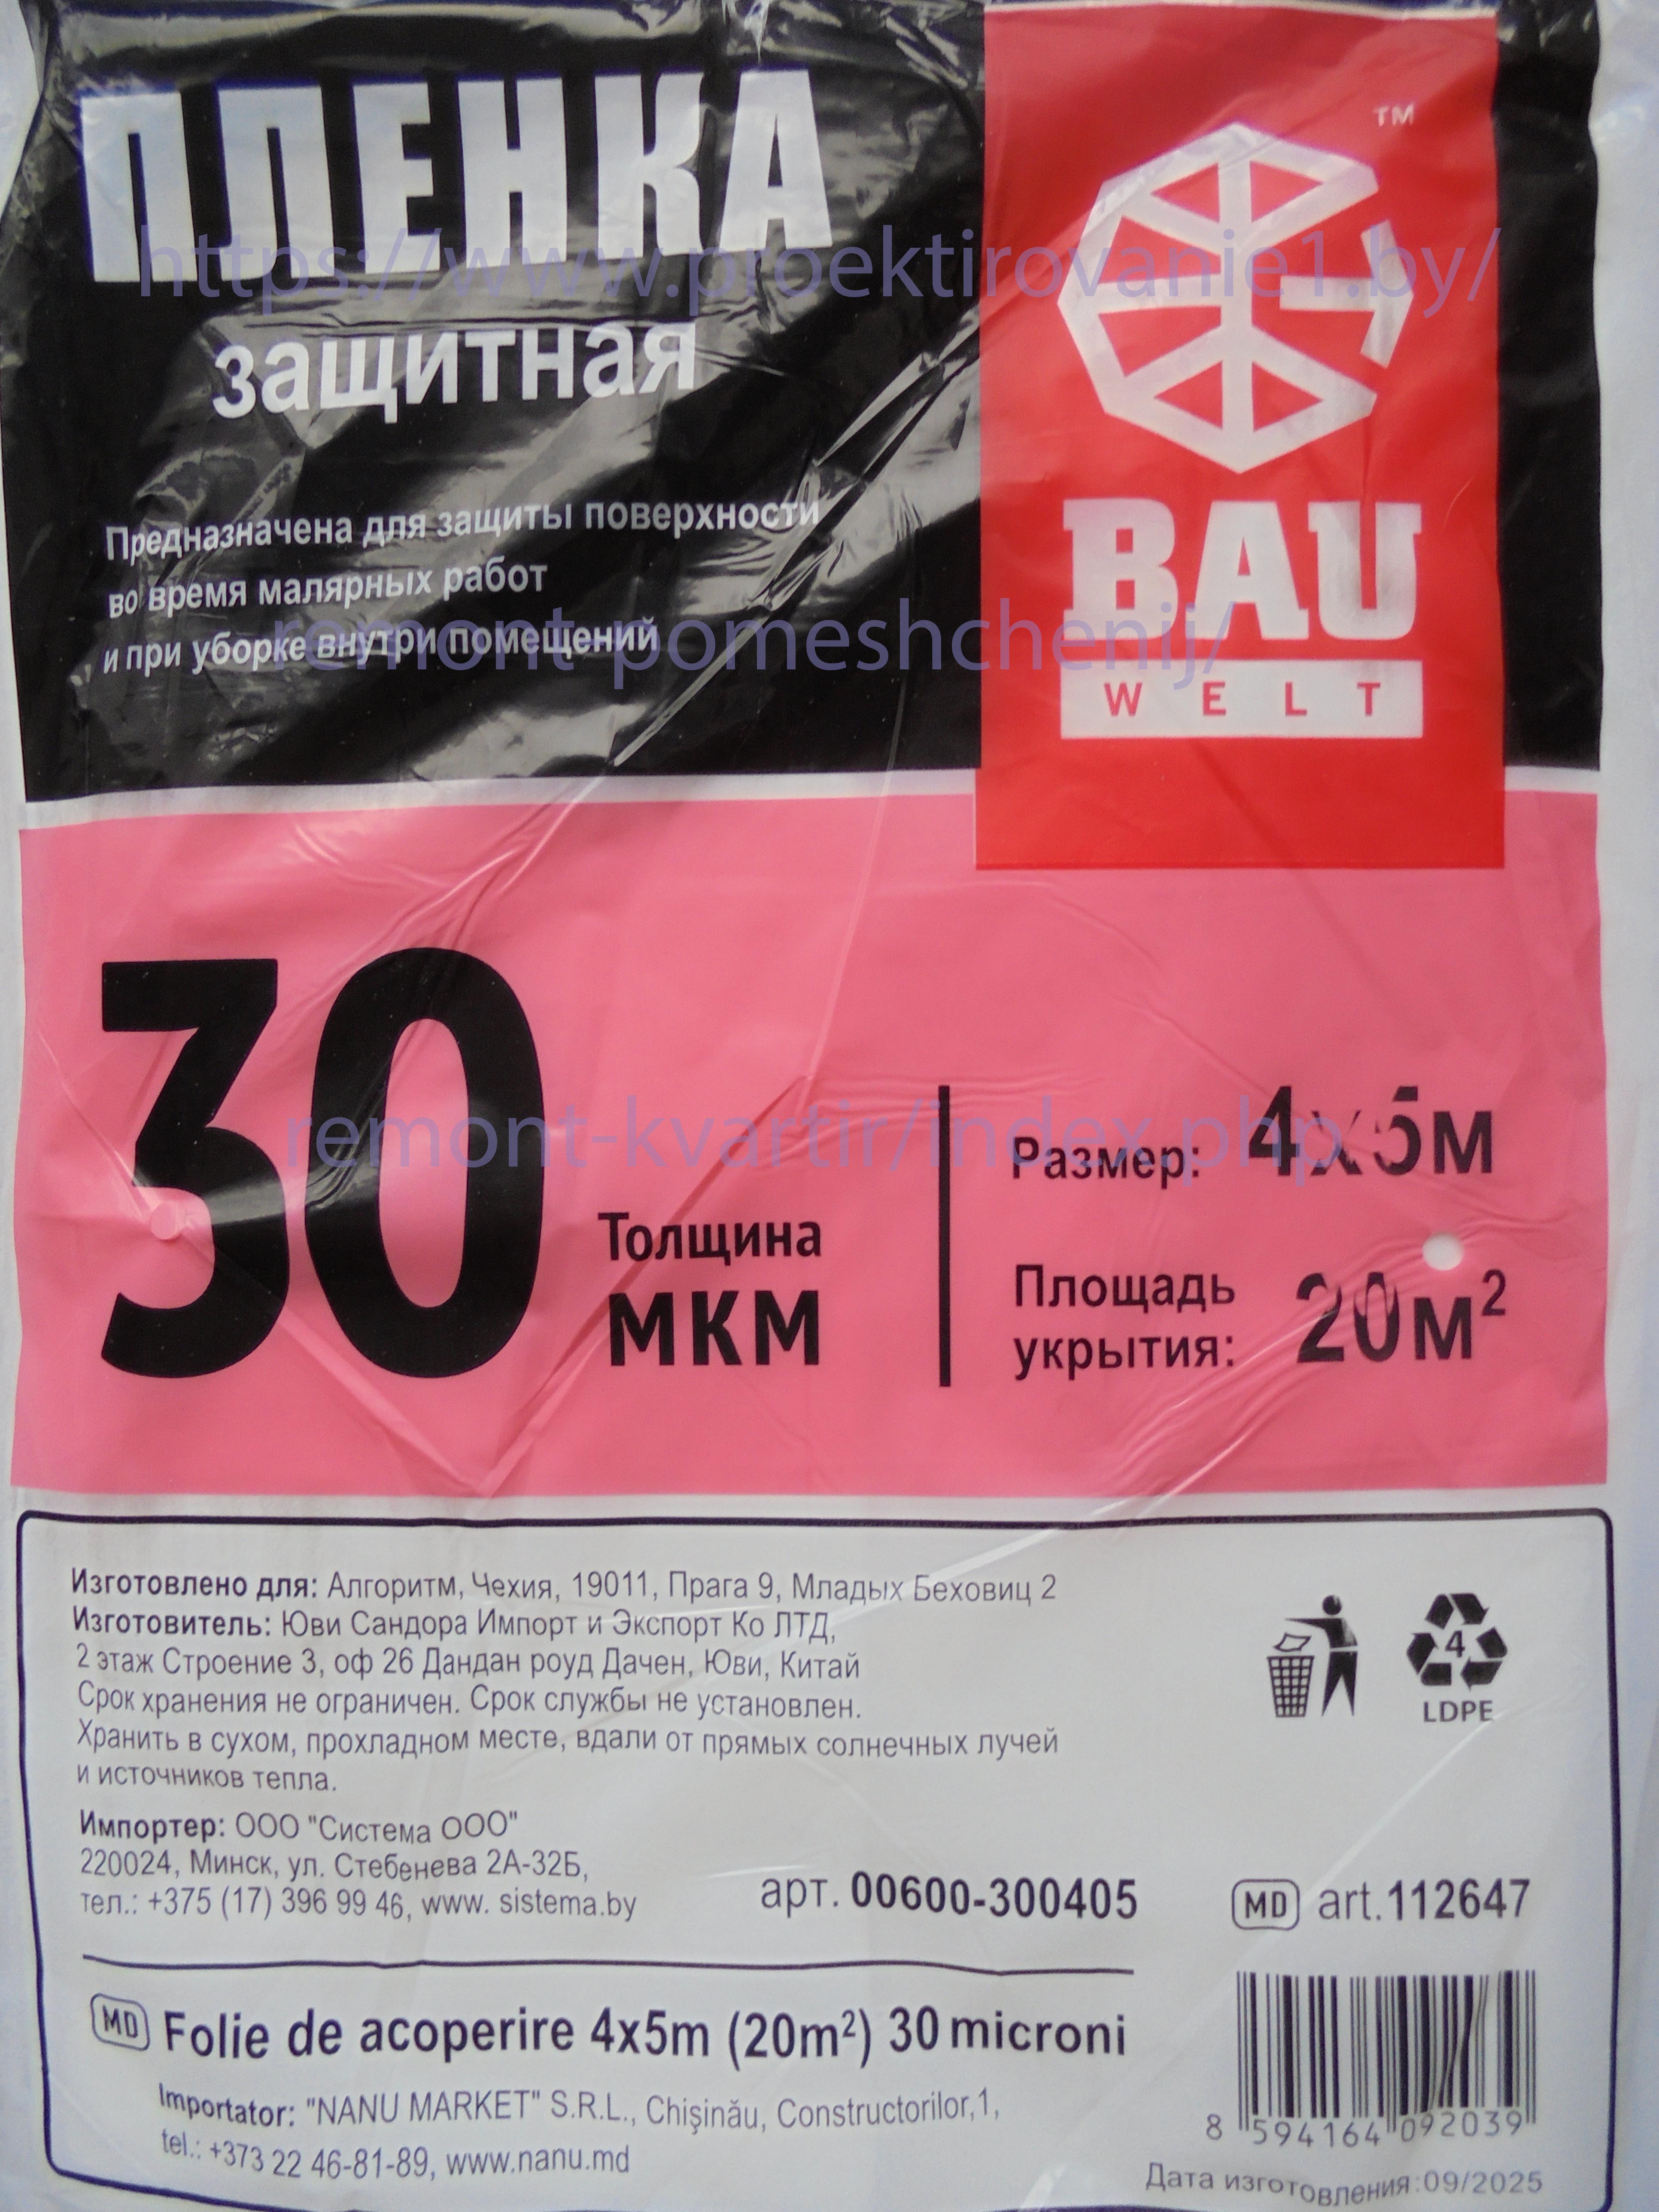 ПЛЕНКА
защитная
Предназначена для защиты поверхности
во время малярных работ
и при уборке внутри помещений
TM
BAU
WELT
https://www.proektirovanie1.by/
remont-pomeshchenij/
remont-kvartir/index.php
30
Толщина
МКМ
Размер: 4x5м
Площадь
укрытия: 20м²
Изготовлено для: Алгоритм, Чехия, 19011, Прага 9, Младых Беховиц 2
Изготовитель: Юви Сандора Импорт и Экспорт Ко ЛТД,
2 этаж Строение 3, оф 26 Дандан роуд Дачен, Юви, Китай
Срок хранения не ограничен. Срок службы не установлен.
Хранить в сухом, прохладном месте, вдали от прямых солнечных лучей
и источников тепла.
4
LDPE
Импортер: ООО "Система ООО"
220024, Минск, ул. Стебенева 2А-32Б,
тел.: +375 (17) 396 99 46, www. sistema.by
арт. 00600-300405
MD art.112647
MD Folie de acoperire 4x5m (20m²) 30 microni
Importator: "NANU MARKET" S.R.L., Chişinău, Constructorilor,1,
tel.: +373 22 46-81-89, www.nanu.md
8 594164 092039
Дата изготовления:09/2025